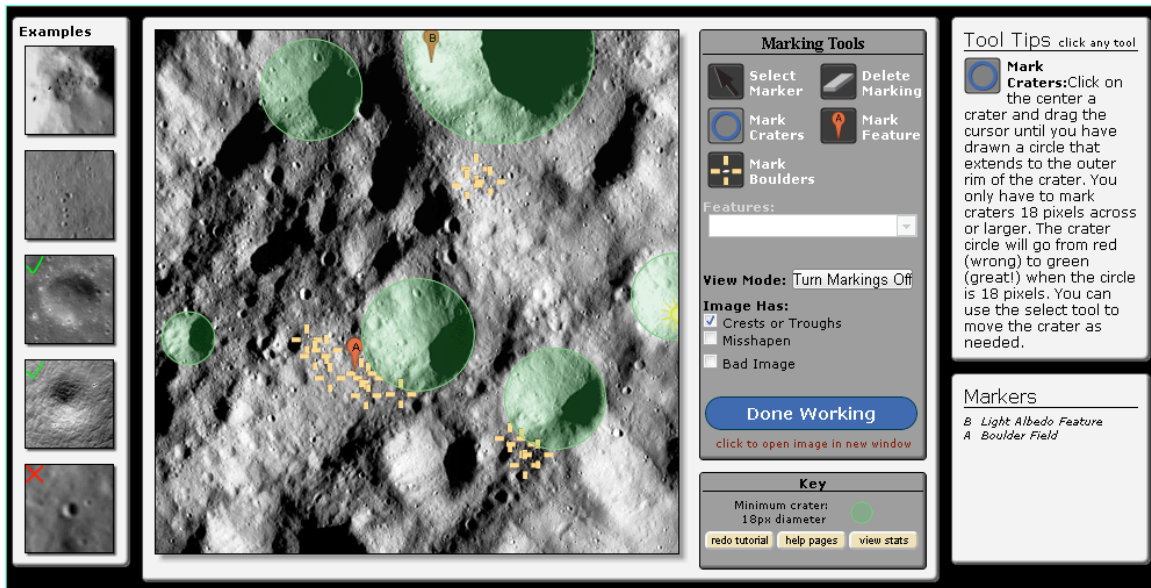 Examples
B
A
Marking Tools
Select
Marker
Delete
Marking
Mark
Craters
A
Mark
Feature
Mark
Boulders
Features:
View Mode: Turn Markings Off
Image Has:
Crests or Troughs
Misshapen
Bad Image
Done Working
click to open image in new window
Key
Minimum crater:
18px diameter
redo tutorial help pages view stats
Tool Tips click any tool
Mark
Craters:Click on
the center a
crater and drag the
cursor until you have
drawn a circle that
extends to the outer
rim of the crater. You
only have to mark
craters 18 pixels across
or larger. The crater
circle will go from red
(wrong) to green
(great!) when the circle
is 18 pixels. You can
use the select tool to
move the crater as
needed.
Markers
B Light Albedo Feature
A Boulder Field